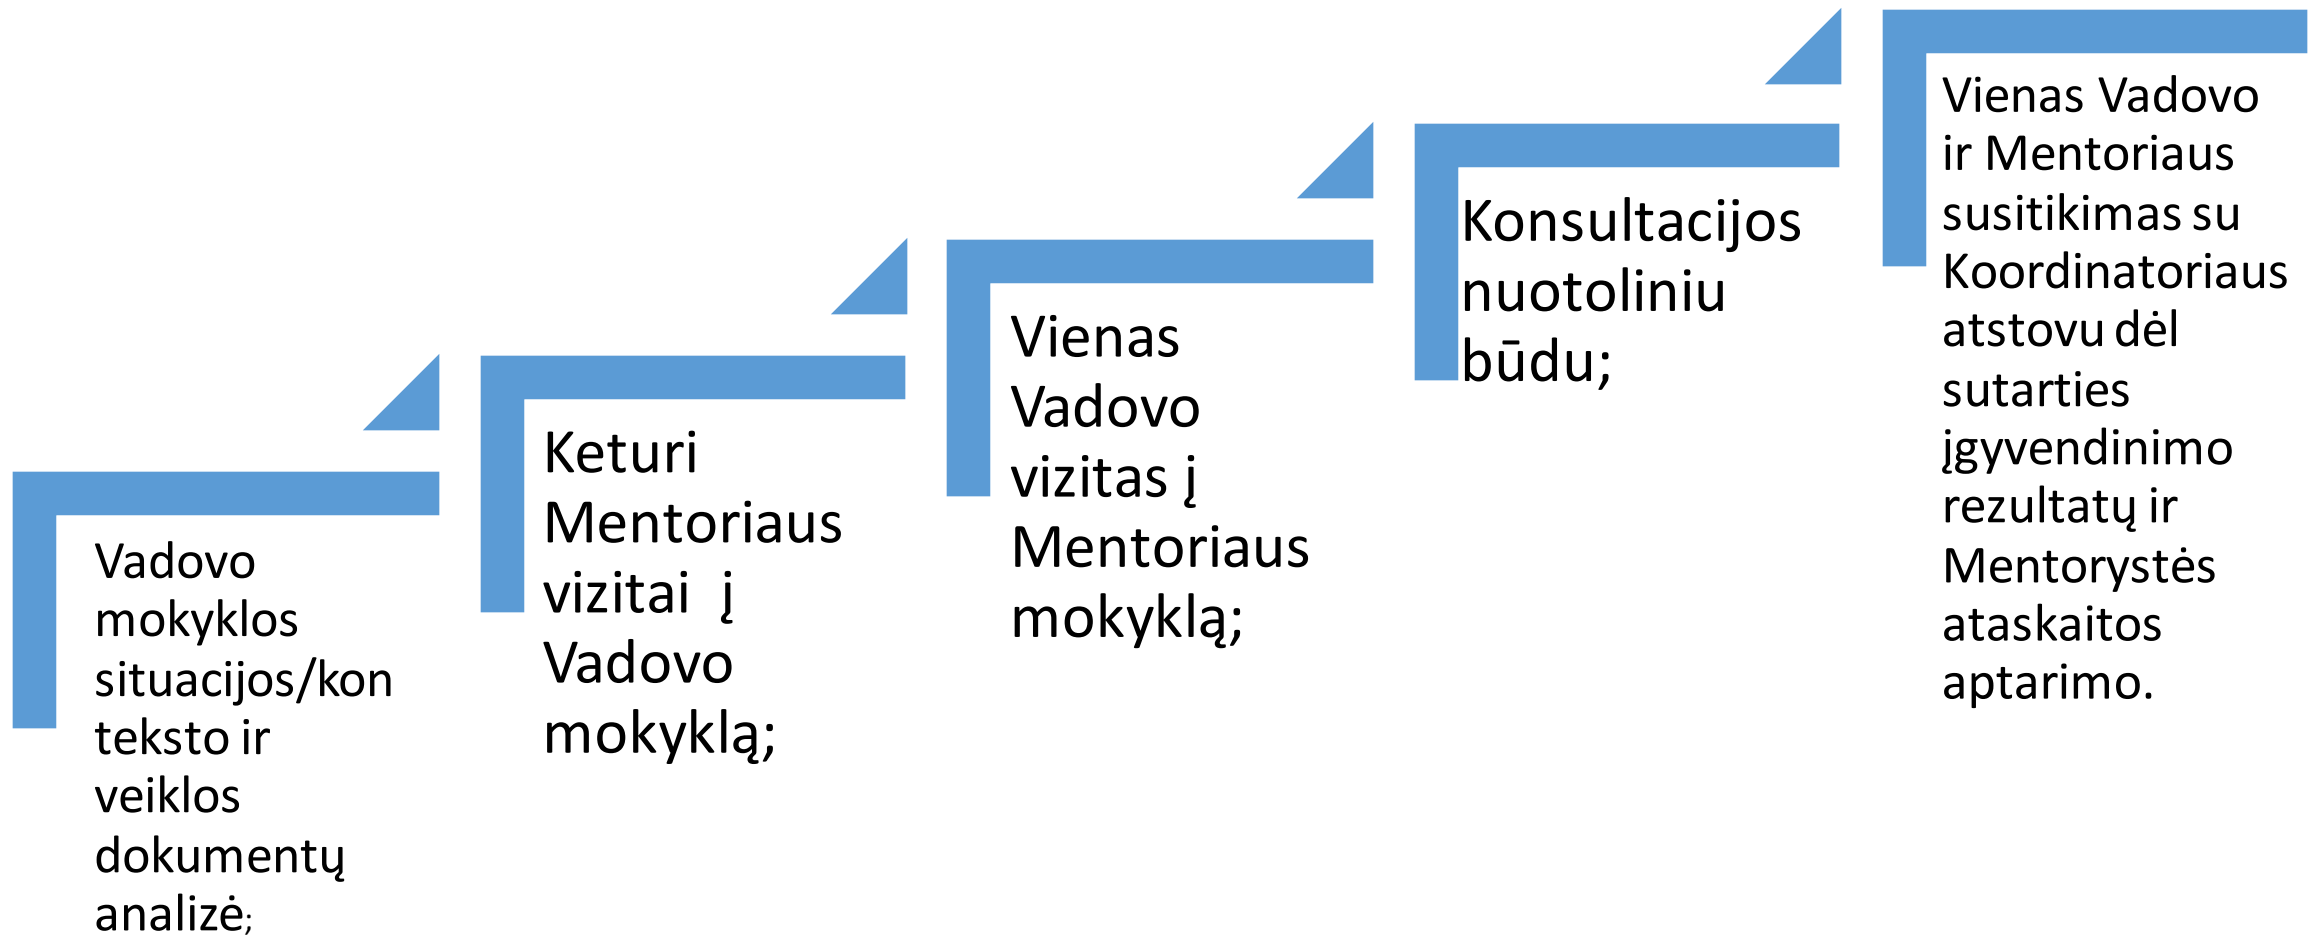 Vadovo
mokyklos
situacijos/kon
teksto ir
veiklos
dokumentų
analizė;
Keturi
Mentoriaus
vizitai į
Vadovo
mokyklą;
Vienas
Vadovo
vizitas į
Mentoriaus
mokyklą;
Konsultacijos
nuotoliniu
būdu;
Vienas Vadovo
ir Mentoriaus
susitikimas su
Koordinatoriaus
atstovu dėl
sutarties
įgyvendinimo
rezultatų ir
Mentorystės
ataskaitos
aptarimo.